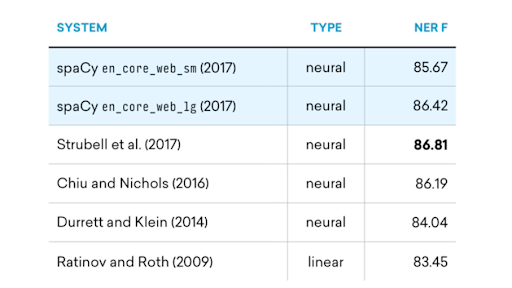 SYSTEM TYPE NER F
spaCy en_core_web_sm (2017) neural 85.67
spaCy en_core_web_lg (2017) neural 86.42
Strubell et al. (2017) neural 86.81
Chiu and Nichols (2016) neural 86.19
Durrett and Klein (2014) neural 84.04
Ratinov and Roth (2009) linear 83.45